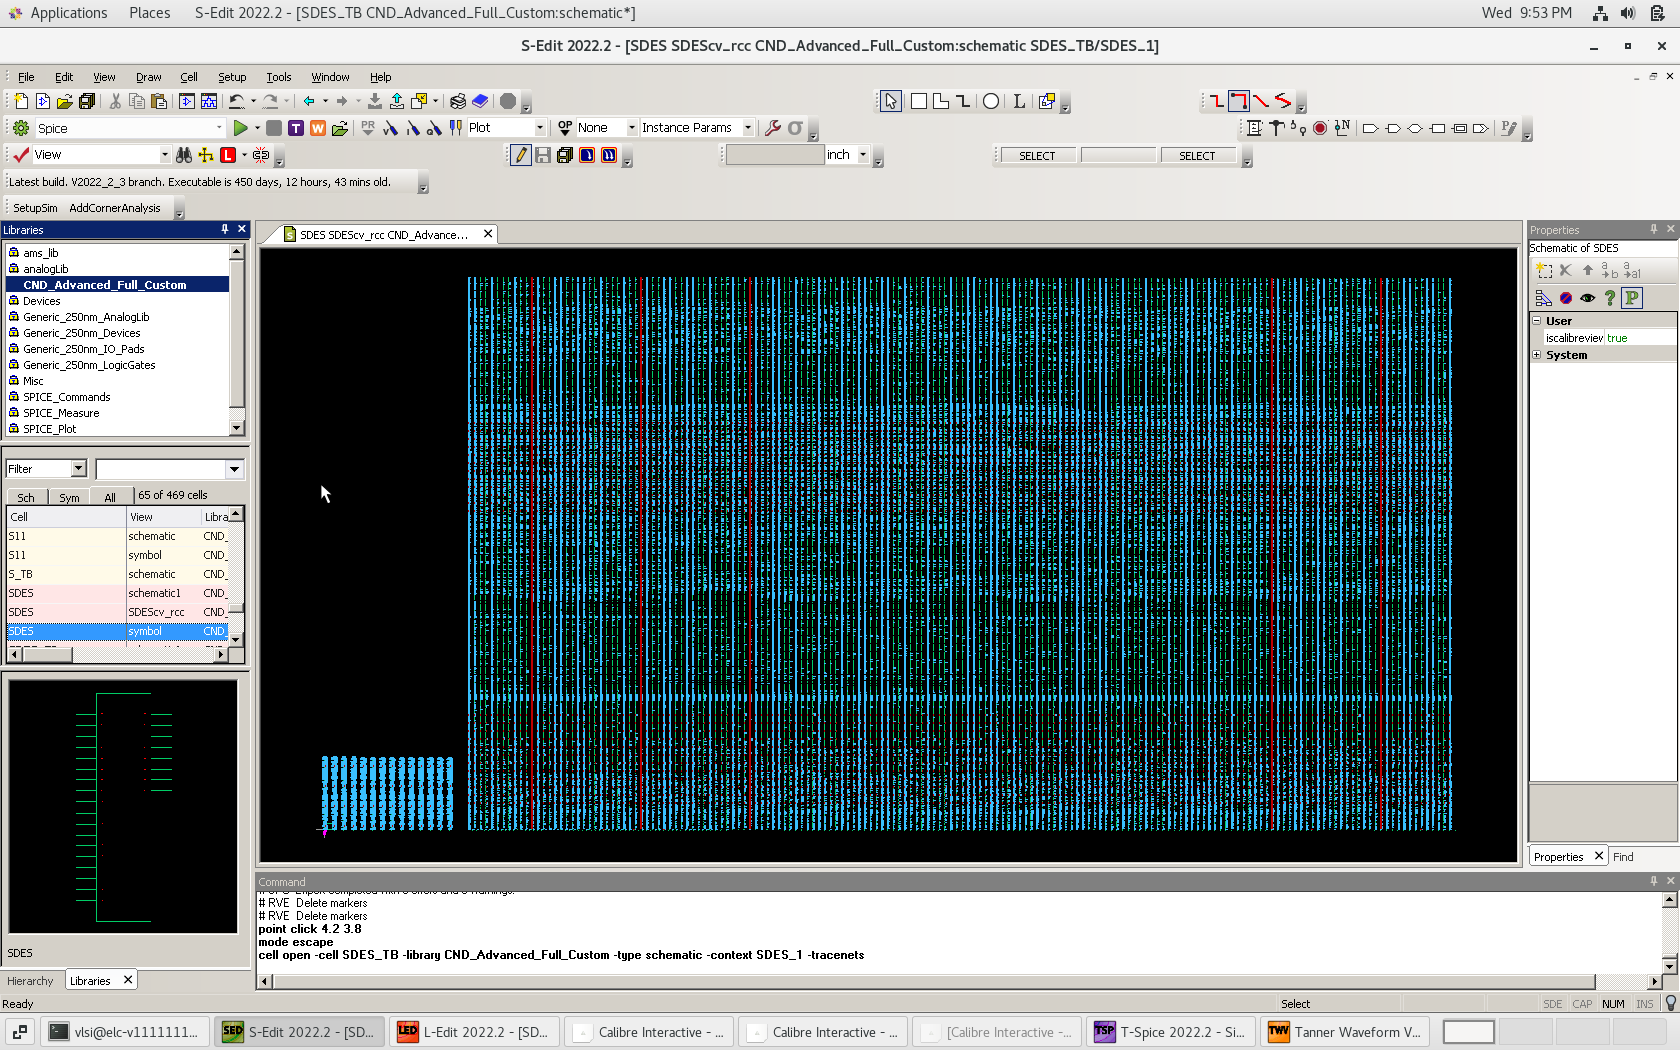 Applications Places S-Edit 2022.2 - [SDES_TB CND_Advanced_Full_Custom:schematic*] Wed 9:53 PM
S-Edit 2022.2 - [SDES SDEScv_rcc CND_Advanced_Full_Custom:schematic SDES_TB/SDES_1]
File Edit View Draw Cell Setup Tools Window Help
Spice Plot OP None Instance Params
View inch SELECT SELECT
Latest build. V2022_2_3 branch. Executable is 450 days, 12 hours, 43 mins old.
SetupSim AddCornerAnalysis
Libraries
SDES SDEScv_rcc CND_Advance...
Properties
Schematic of SDES
ams_lib
analogLib
CND_Advanced_Full_Custom
Devices
Generic_250nm_AnalogLib
Generic_250nm_Devices
Generic_250nm_IO_Pads
Generic_250nm_LogicGates
Misc
SPICE_Commands
SPICE_Measure
SPICE_Plot
User
iscalibreview true
System
Filter
Sch Sym All 65 of 469 cells
Cell View Libra
S11 schematic CND_
S11 symbol CND_
S_TB schematic CND_
SDES schematic1 CND_
SDES SDEScv_rcc CND_
SDES symbol CND_
SDES
Hierarchy Libraries
Properties Find
Command
# RVE Delete markers
# RVE Delete markers
point click 4.2 3.8
mode escape
cell open -cell SDES_TB -library CND_Advanced_Full_Custom -type schematic -context SDES_1 -tracenets
Ready Select SDE CAP NUM INS
vlsi@elc-v1111111... S-Edit 2022.2 - [SD... L-Edit 2022.2 - [SD... Calibre Interactive - ... Calibre Interactive - ... [Calibre Interactive - ... T-Spice 2022.2 - Si... Tanner Waveform V...